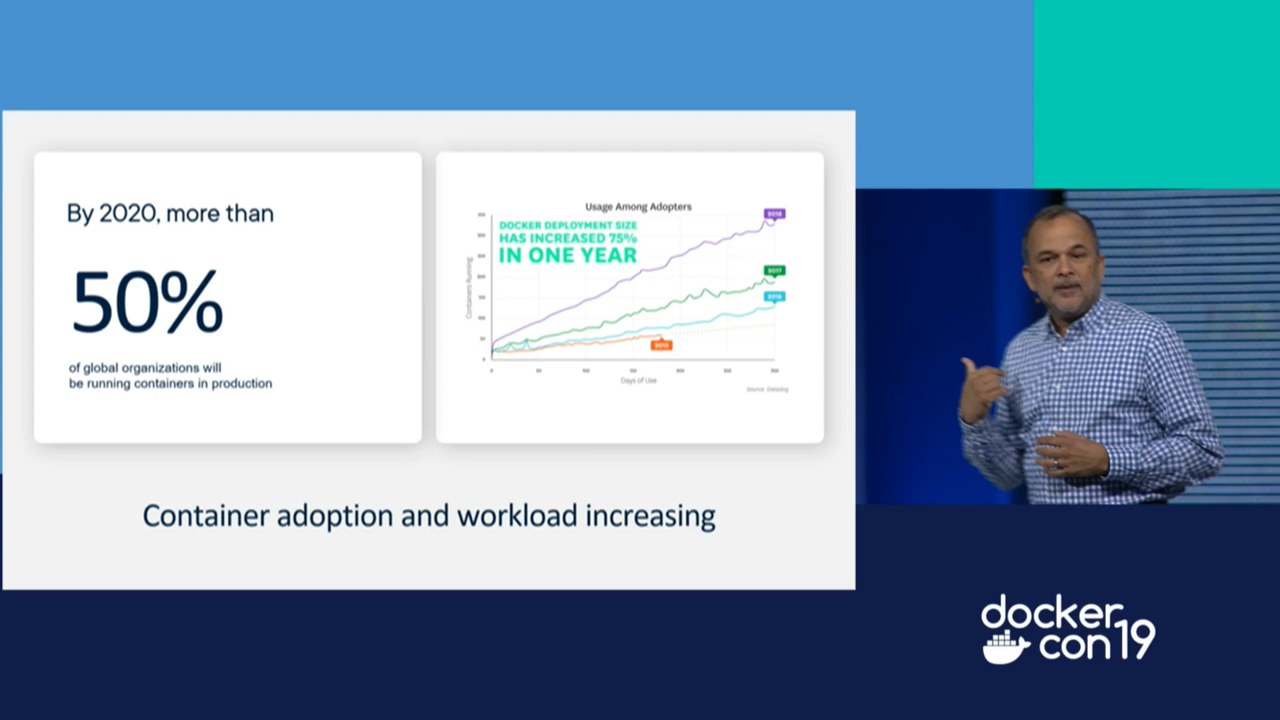 By 2020, more than
50%
of global organizations will
be running containers in production
Usage Among Adopters
DOCKER DEPLOYMENT SIZE
HAS INCREASED 75%
IN ONE YEAR
Containers Running
2018
2017
2016
2015
Days of Use
Source: Datadog
Container adoption and workload increasing
docker
con19